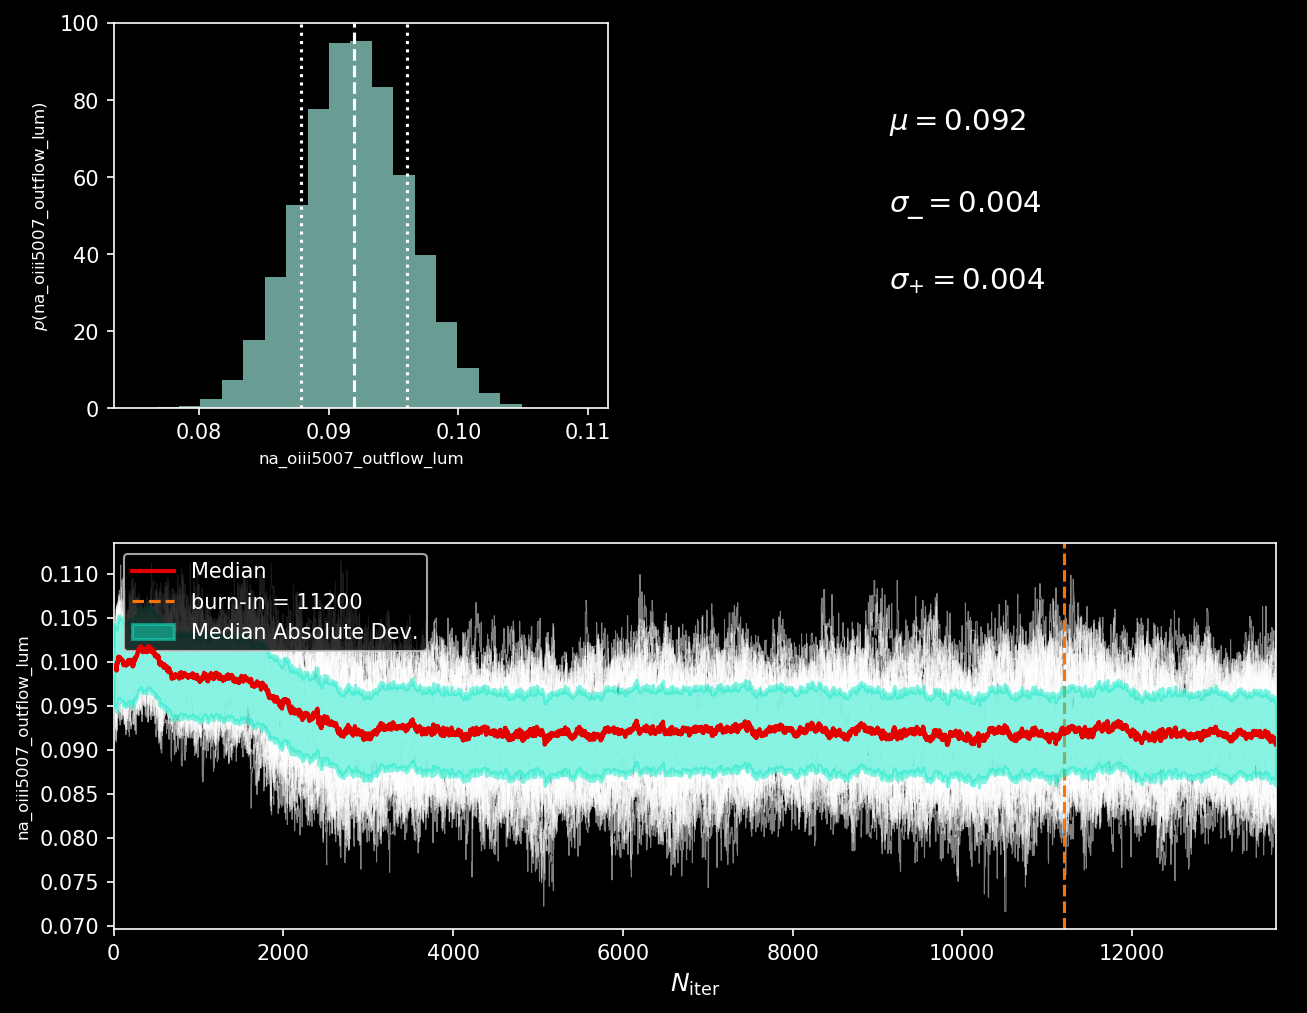 100
80
60
40
20
0
p(na_oiii5007_outflow_lum)
0.08 0.09 0.10 0.11
na_oiii5007_outflow_lum
μ = 0.092
σ_− = 0.004
σ_+ = 0.004
0.110
0.105
0.100
0.095
0.090
0.085
0.080
0.075
0.070
na_oiii5007_outflow_lum
Median
burn-in = 11200
Median Absolute Dev.
0 2000 4000 6000 8000 10000 12000
N_iter